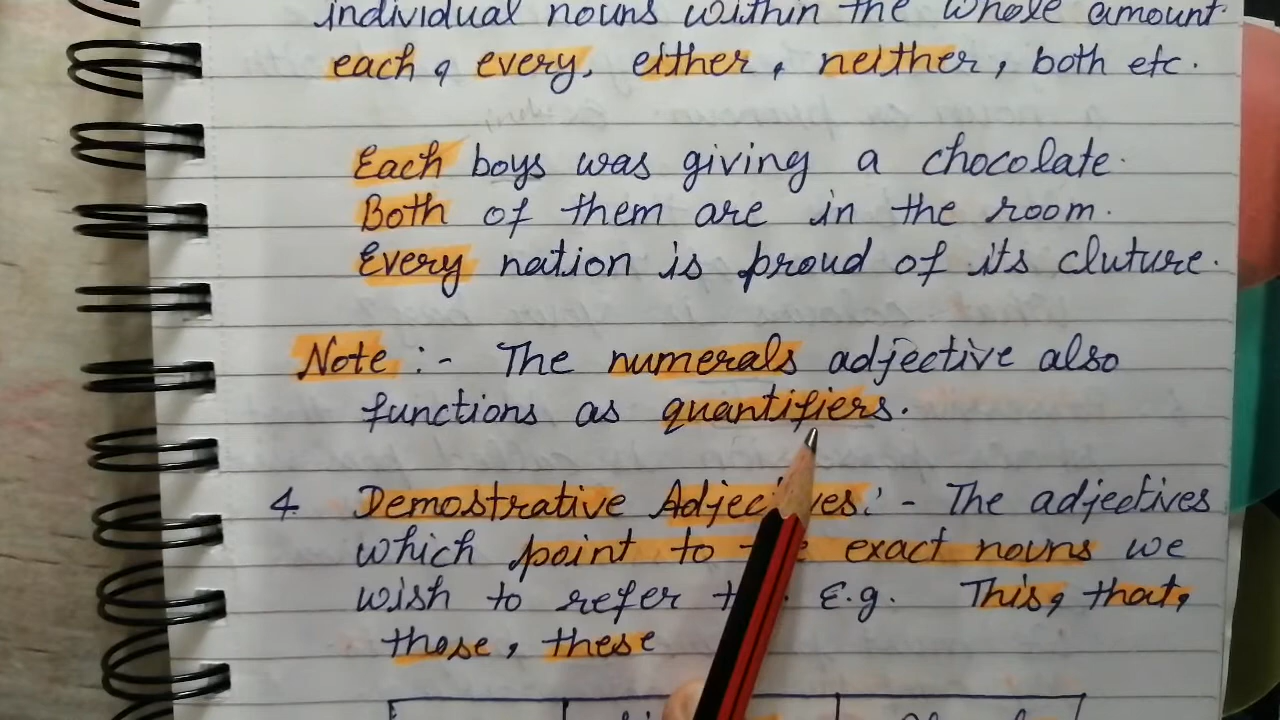 individual nouns within the whole amount.
each, every, either, neither, both etc.
Each boys was giving a chocolate.
Both of them are in the room.
Every nation is proud of its cluture.
Note :- The numerals adjective also
functions as quantifiers.
4. Demostrative Adjectives :- The adjectives
which point to the exact nouns we
wish to refer E.g. This, that,
those, these